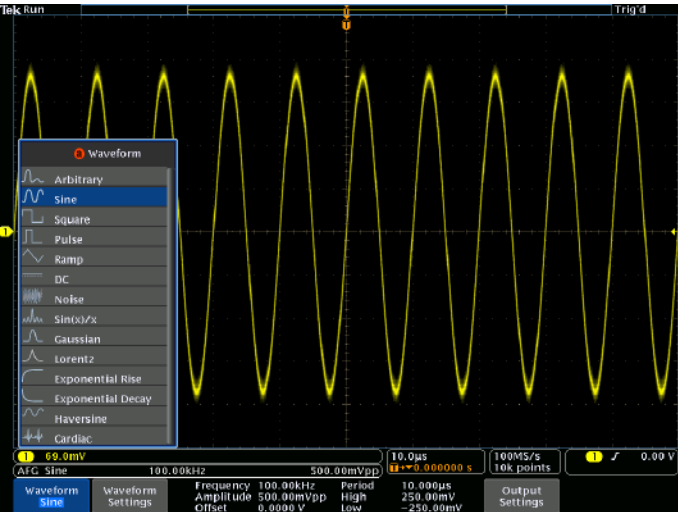 Tek Run Trig'd
T
T
a Waveform
Arbitrary
Sine
Square
Pulse
Ramp
DC
Noise
Sin(x)/x
Gaussian
Lorentz
Exponential Rise
Exponential Decay
Haversine
Cardiac
1
1 69.0mV 10.0µs 100MS/s 1 0.00 V
T 0.000000 s 10k points
AFG Sine 100.00kHz 500.00mVpp
Waveform Sine
Waveform Settings
Frequency 100.00kHz Period 10.000µs
Amplitude 500.00mVpp High 250.00mV
Offset 0.0000 V Low -250.00mV
Output Settings